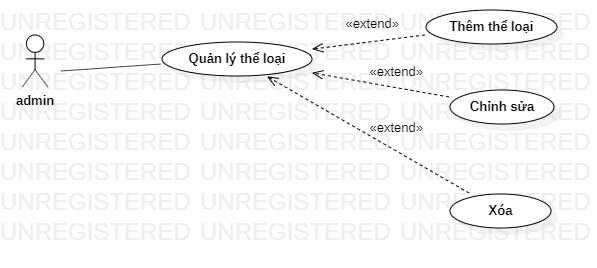 UNREGISTERED UNREGISTERED UNREGISTERED
«extend»
Thêm thể loại
UNREGISTERED UNREGISTERED UNREGISTERED
Quản lý thể loại
«extend»
UNREGISTERED UNREGISTERED UNREGISTERED
admin
Chỉnh sửa
UNREGISTERED UNREGISTERED UNREGISTERED
«extend»
UNREGISTERED UNREGISTERED UNREGISTERED
UNREGISTERED UNREGISTERED UNREGISTERED
UNREGISTERED UNREGISTERED UNREGISTERED
Xóa
UNREGISTERED UNREGISTERED UNREGISTERED